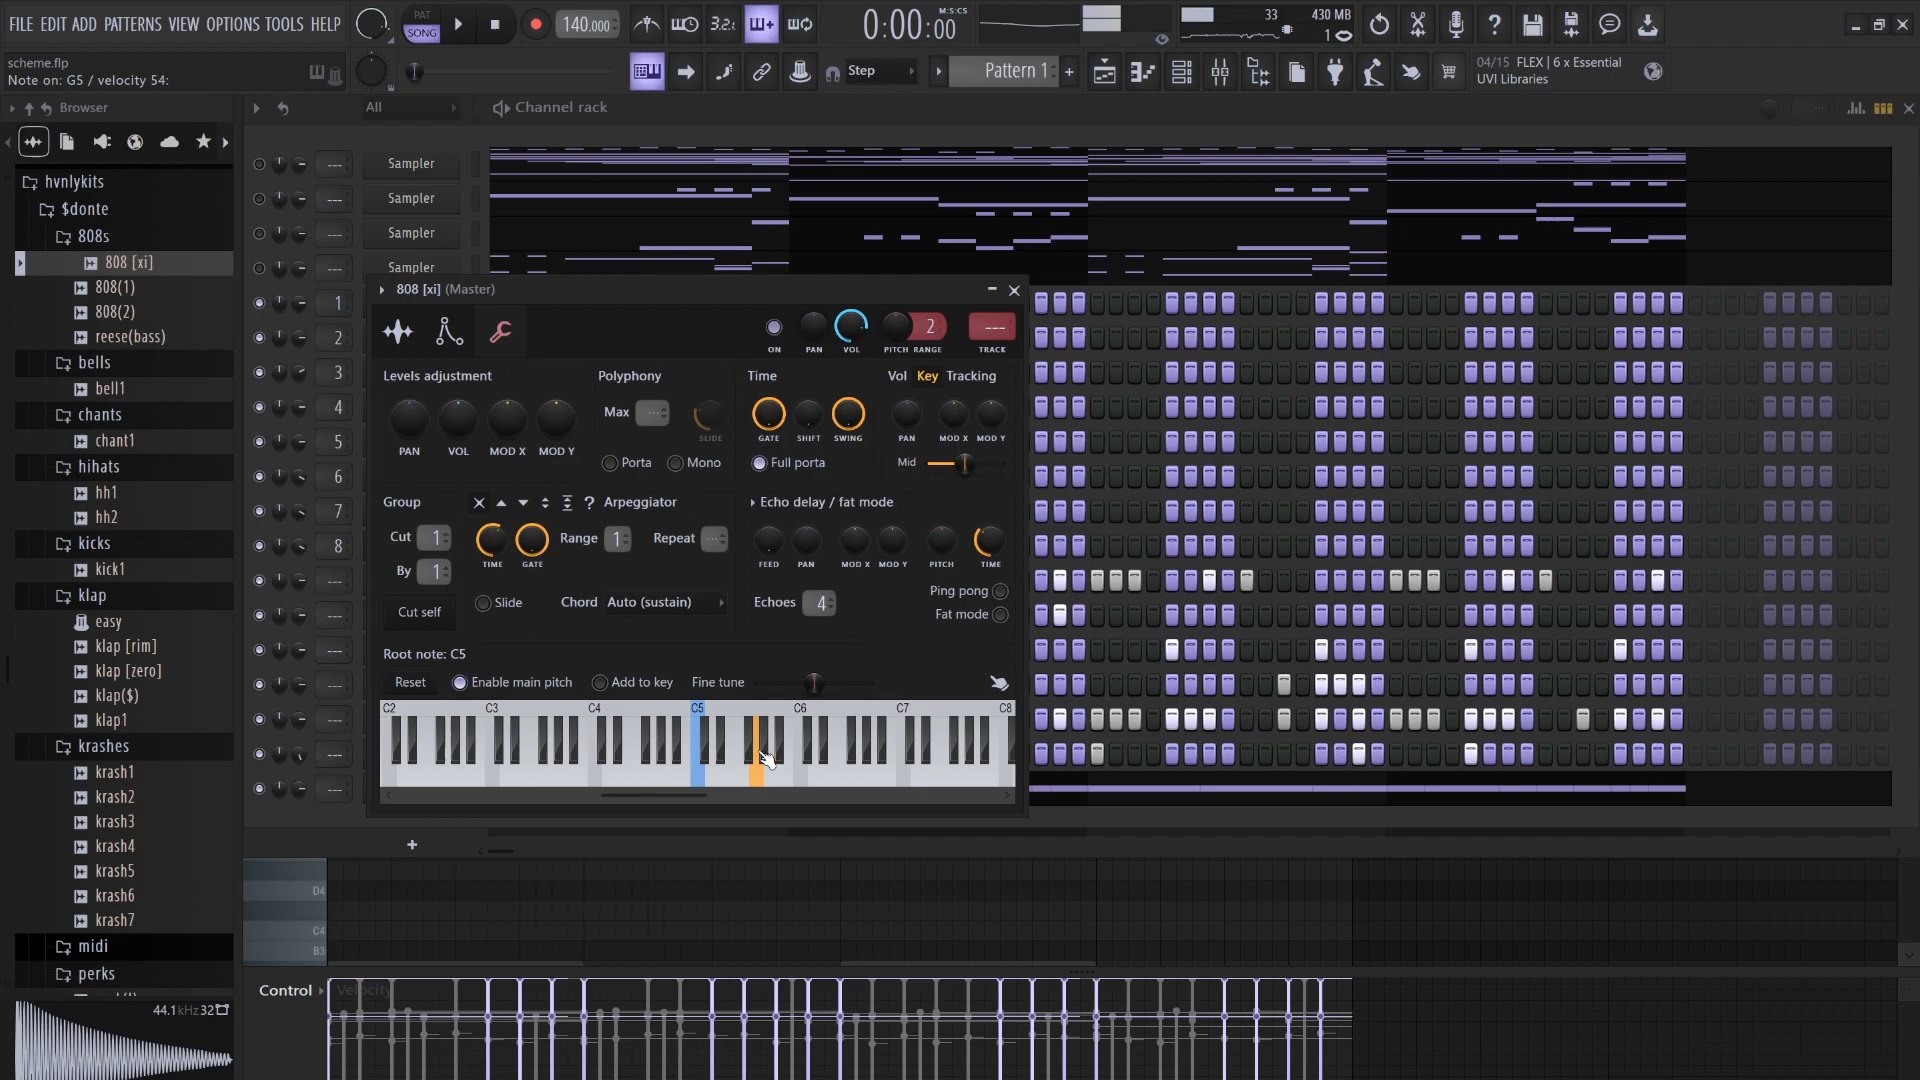 FILE EDIT ADD PATTERNS VIEW OPTIONS TOOLS HELP
PAT
SONG
140.000
3.2.
0:00:00
M:S:CS
33
430 MB
1
scheme.flp
Note on: G5 / velocity 54:
Step
Pattern 1
+
04/15 FLEX | 6 x Essential
UVI Libraries
Browser
All
Channel rack
hvnlykits
$donte
808s
808 [xi]
808(1)
808(2)
reese(bass)
bells
bell1
chants
chant1
hihats
hh1
hh2
kicks
kick1
klap
easy
klap [rim]
klap [zero]
klap($)
klap1
krashes
krash1
krash2
krash3
krash4
krash5
krash6
krash7
midi
perks
44.1kHz 32
Sampler
Sampler
Sampler
Sampler
1
2
3
4
5
6
7
8
808 [xi] (Master)
ON
PAN
VOL
PITCH
RANGE
2
---
TRACK
Levels adjustment
PAN
VOL
MOD X
MOD Y
Polyphony
Max
SLIDE
Porta
Mono
Time
GATE
SHIFT
SWING
Full porta
Vol Key Tracking
PAN
MOD X
MOD Y
Mid
Group
Cut 1
By 1
Cut self
? Arpeggiator
TIME
GATE
Range 1
Repeat
Slide
Chord Auto (sustain)
Echo delay / fat mode
FEED
PAN
MOD X
MOD Y
PITCH
TIME
Echoes 4
Ping pong
Fat mode
Root note: C5
Reset
Enable main pitch
Add to key
Fine tune
C2
C3
C4
C5
C6
C7
C8
+
D4
C4
B3
Control
Velocity